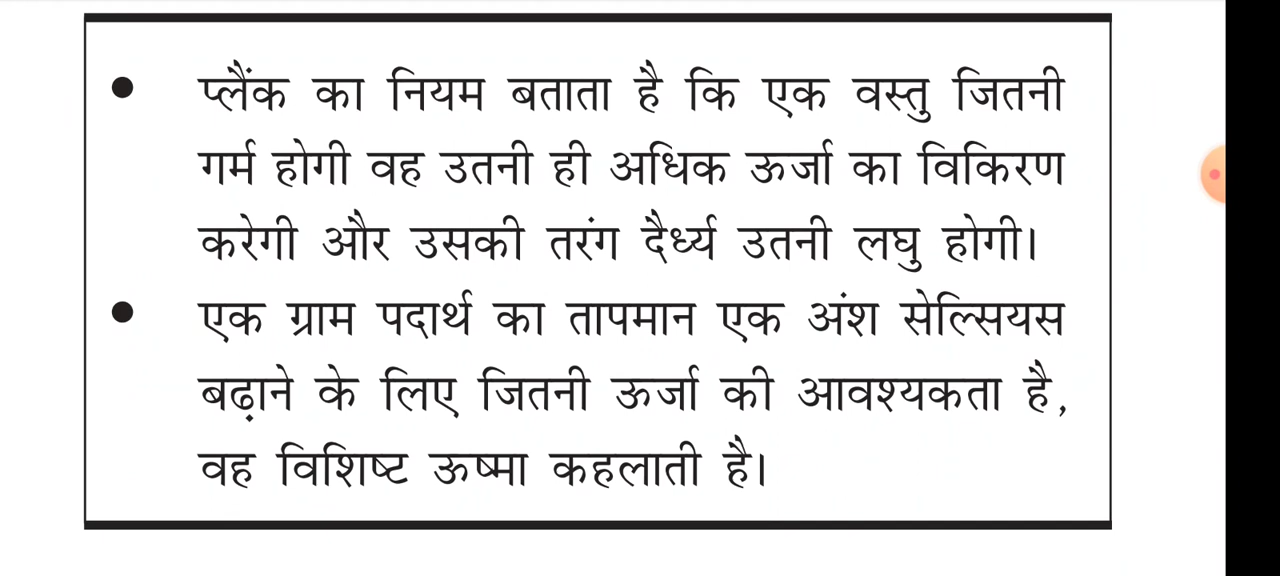 • प्लैंक का नियम बताता है कि एक वस्तु जितनी
गर्म होगी वह उतनी ही अधिक ऊर्जा का विकिरण
करेगी और उसकी तरंग दैर्ध्य उतनी लघु होगी।
• एक ग्राम पदार्थ का तापमान एक अंश सेल्सियस
बढ़ाने के लिए जितनी ऊर्जा की आवश्यकता है,
वह विशिष्ट ऊष्मा कहलाती है।